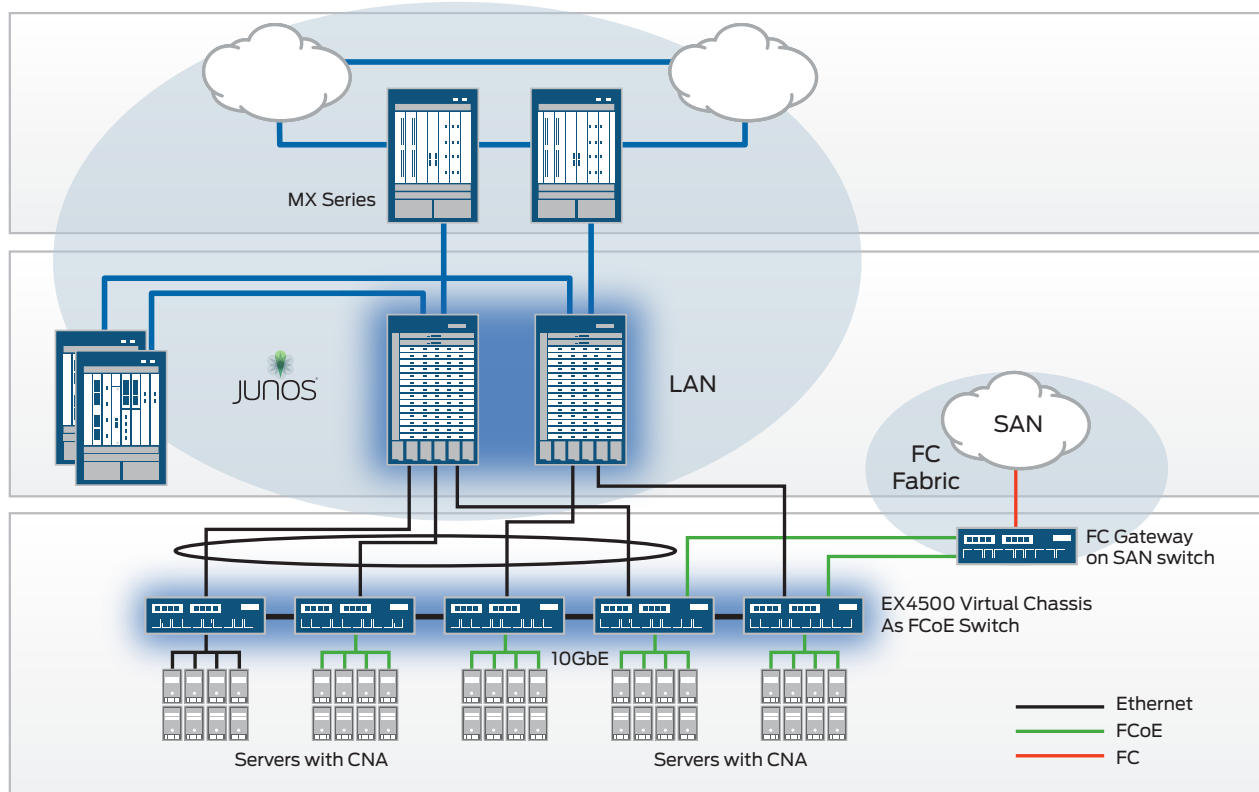 MX Series
JUNOS
LAN
SAN
FC
Fabric
FC Gateway
on SAN switch
EX4500 Virtual Chassis
As FCoE Switch
10GbE
Servers with CNA
Servers with CNA
Ethernet
FCoE
FC